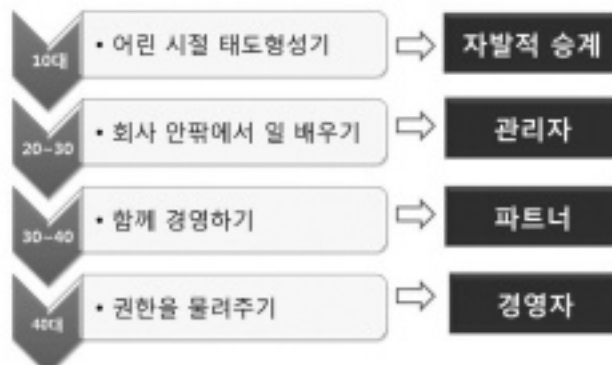 10대 • 어린 시절 태도형성기 자발적 승계
20~30 • 회사 안팎에서 일 배우기 관리자
30~40 • 함께 경영하기 파트너
40대 • 권한을 물려주기 경영자